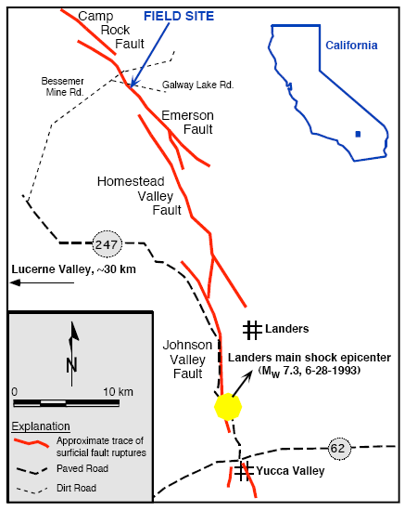 Camp
Rock
Fault
FIELD SITE
California
Bessemer
Mine Rd.
Galway Lake Rd.
Emerson
Fault
Homestead
Valley
Fault
247
Lucerne Valley, ~30 km
Landers
Johnson
Valley
Fault
Landers main shock epicenter
(MW 7.3, 6-28-1993)
N
0 10 km
Explanation
Approximate trace of
surficial fault ruptures
Paved Road
Dirt Road
62
Yucca Valley